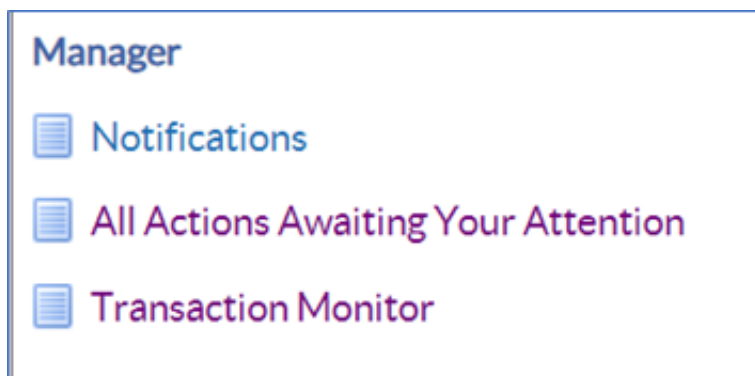 Manager
Notifications
All Actions Awaiting Your Attention
Transaction Monitor